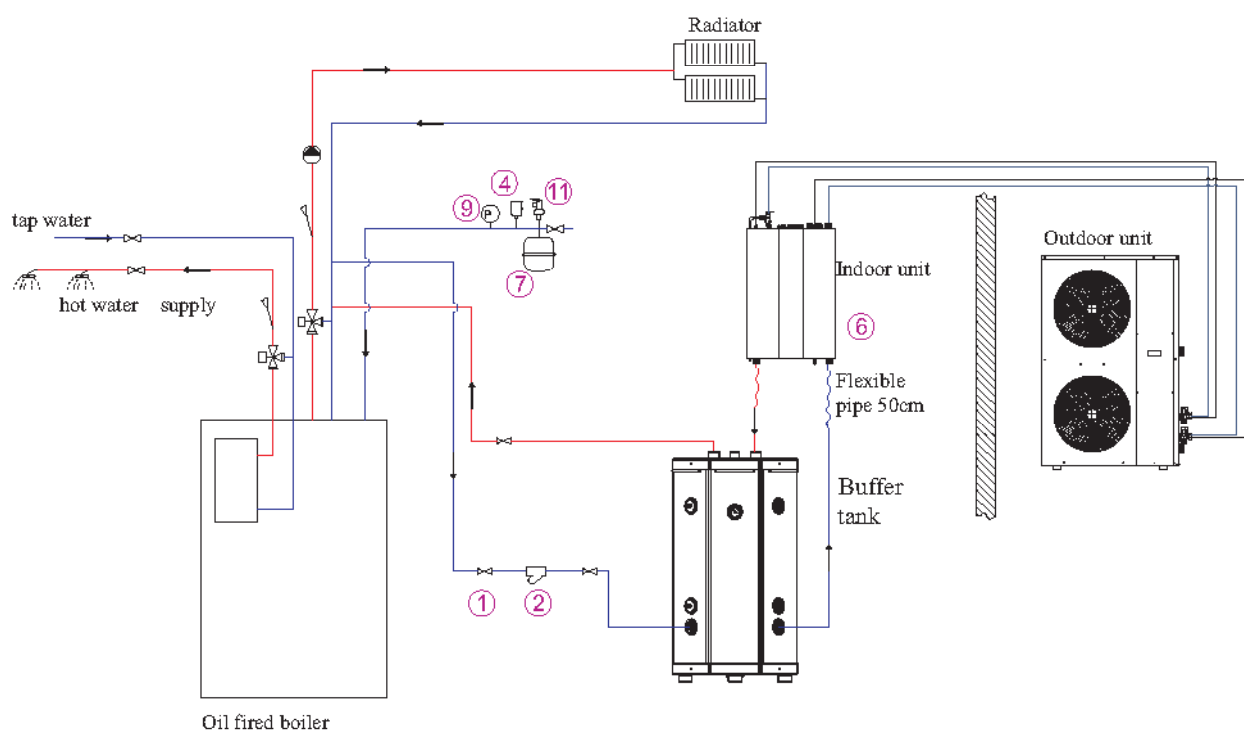 Radiator
4
11
9
tap water
7
Indoor unit
Outdoor unit
hot water supply
6
Flexible
pipe 50cm
Buffer
tank
1
2
Oil fired boiler